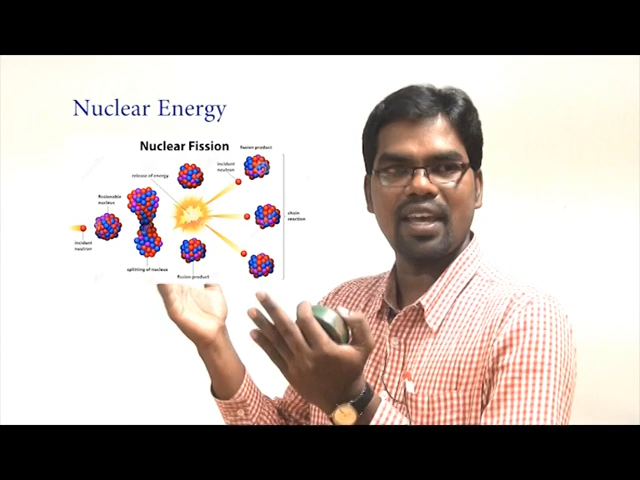 Nuclear Energy
Nuclear Fission
fission product
incident
neutron
release of energy
fissionable
nucleus
chain
reaction
incident
neutron
splitting of nucleus
fission product